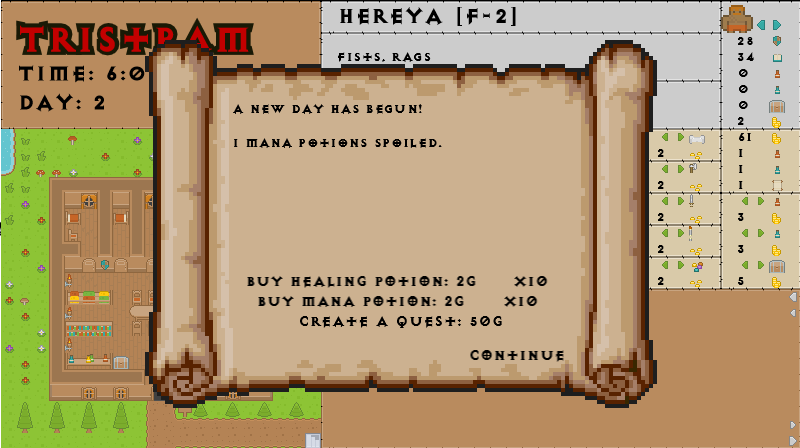 TRISTRAM
TIME: 6:0
DAY: 2
HEREYA [F-2]
FISTS, RAGS
28
34
0
0
0
2
61
1
1
1
3
3
5
2
2
2
2
2
A NEW DAY HAS BEGUN!
1 MANA POTIONS SPOILED.
BUY HEALING POTION: 2G X10
BUY MANA POTION: 2G X10
CREATE A QUEST: 50G
CONTINUE